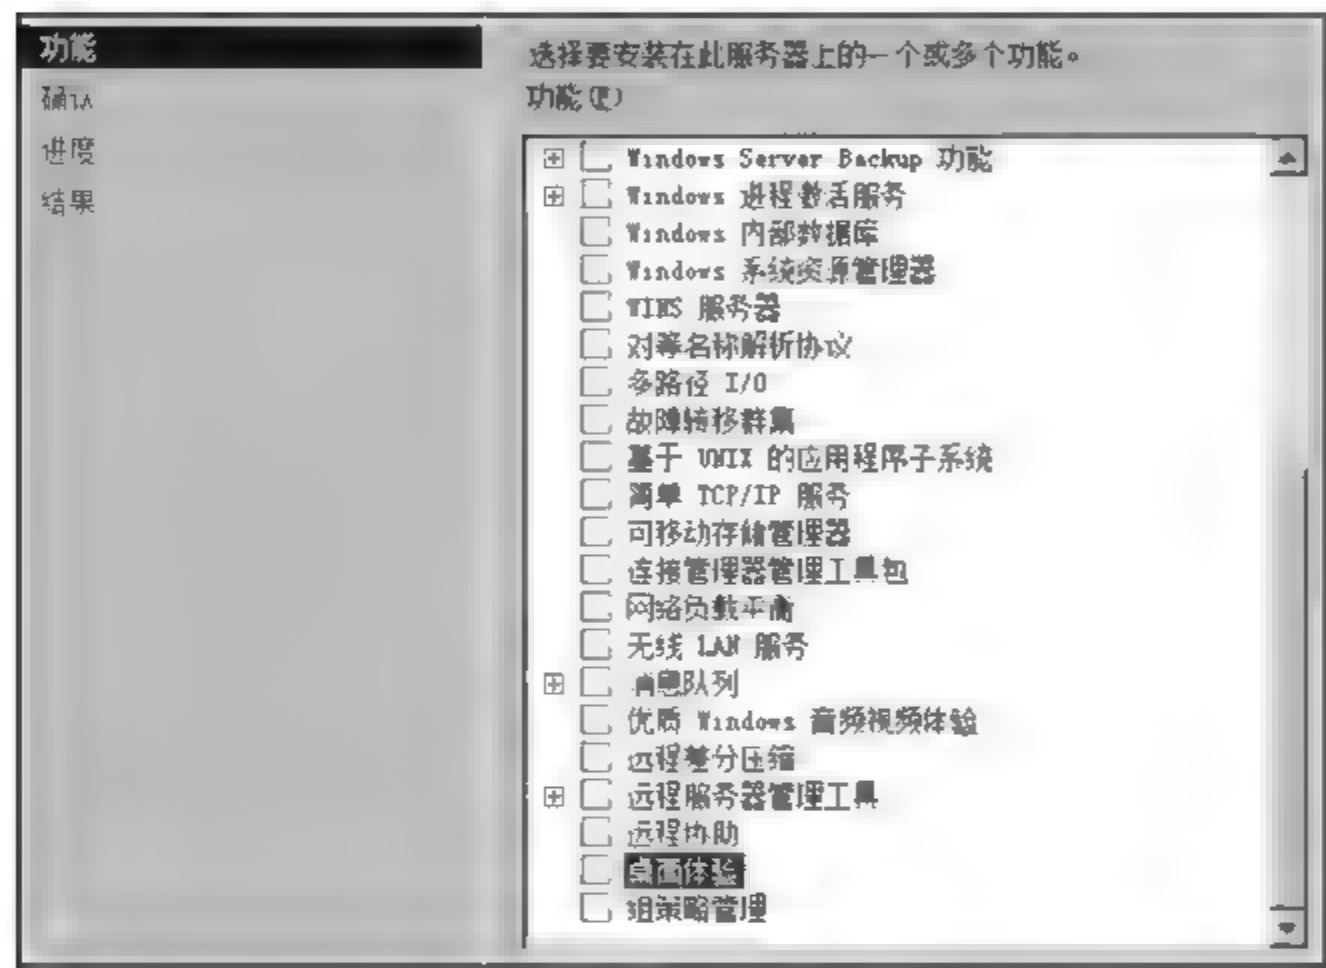 功能
确认
进度
结果
选择要安装在此服务器上的一个或多个功能。
功能(F)
Windows Server Backup 功能
Windows 进程激活服务
Windows 内部数据库
Windows 系统资源管理器
WINS 服务器
对等名称解析协议
多路径 I/O
故障转移群集
基于 UNIX 的应用程序子系统
简单 TCP/IP 服务
可移动存储管理器
连接管理器管理工具包
网络负载平衡
无线 LAN 服务
消息队列
优质 Windows 音频视频体验
远程差分压缩
远程服务器管理工具
远程协助
桌面体验
组策略管理